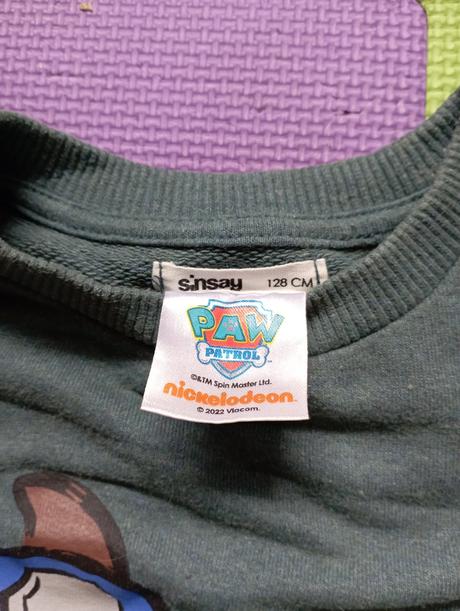 sinsay 128 CM
PAW
PATROL
©&TM Spin Master Ltd.
nickelodeon
© 2022 Viacom.